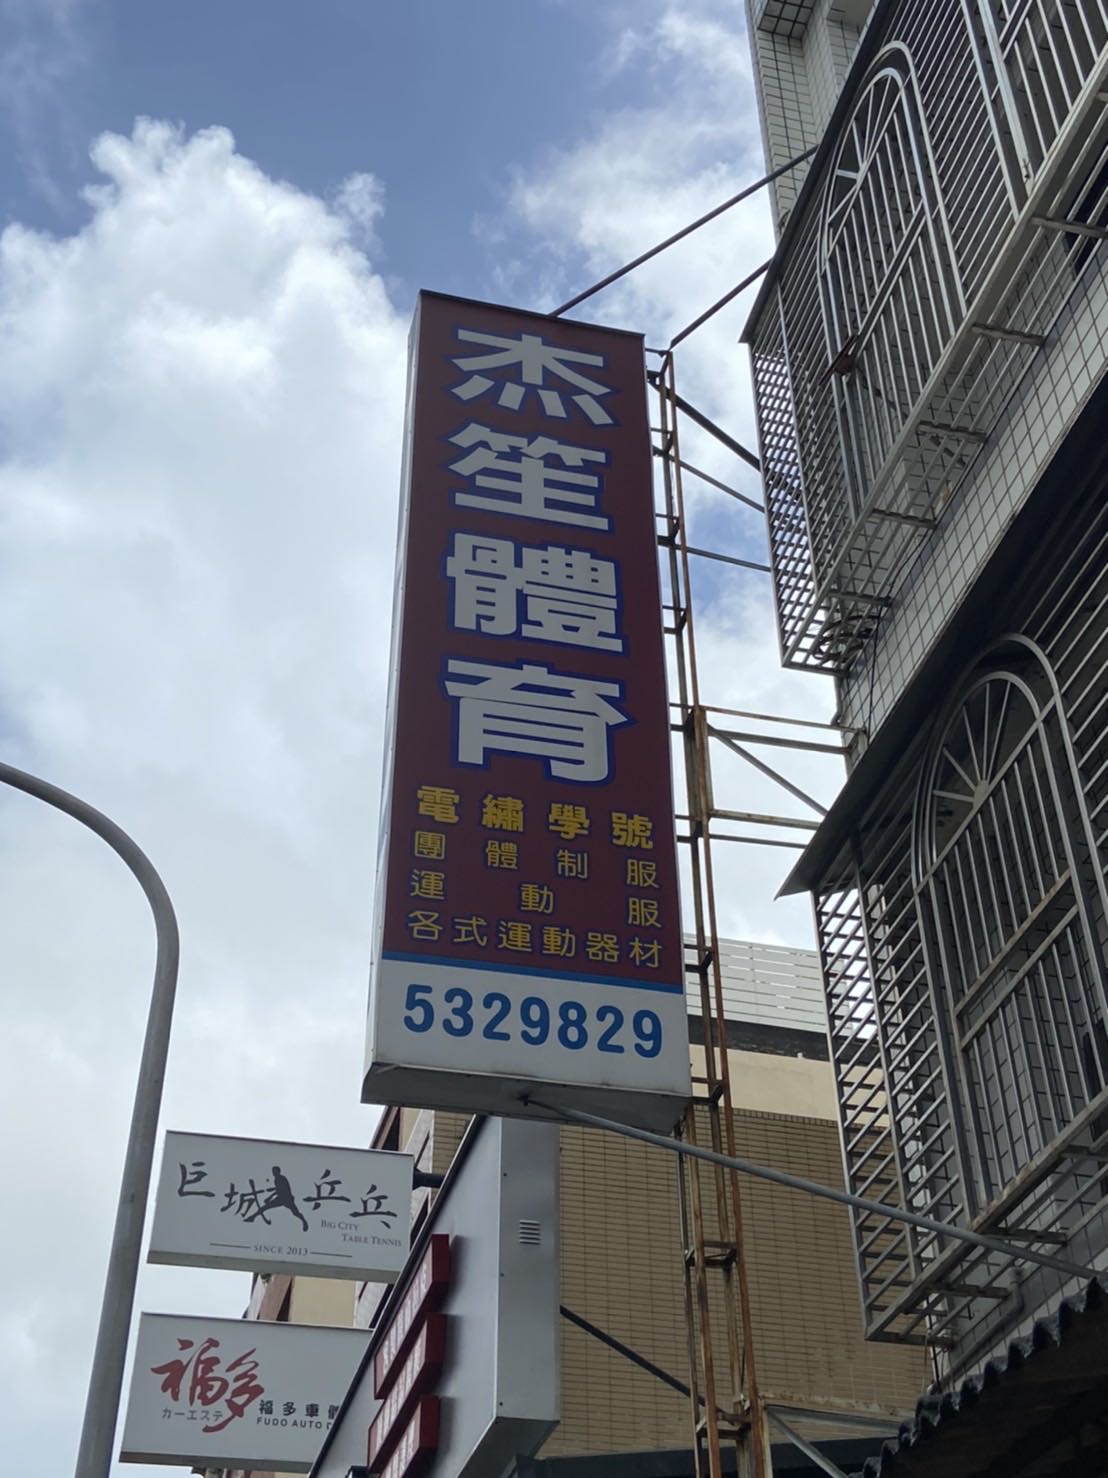 杰笙體育
電繡學號
團體制服
運動服
各式運動器材
5329829
巨城乒乓
BIG CITY
TABLE TENNIS
SINCE 2013
福多
カーエステ
福多車體
FUDO AUTO